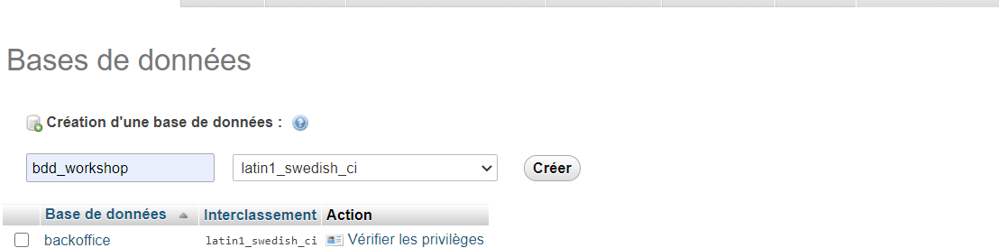 Bases de données
Création d'une base de données :
bdd_workshop latin1_swedish_ci Créer
Base de données Interclassement Action
backoffice latin1_swedish_ci Vérifier les privilèges